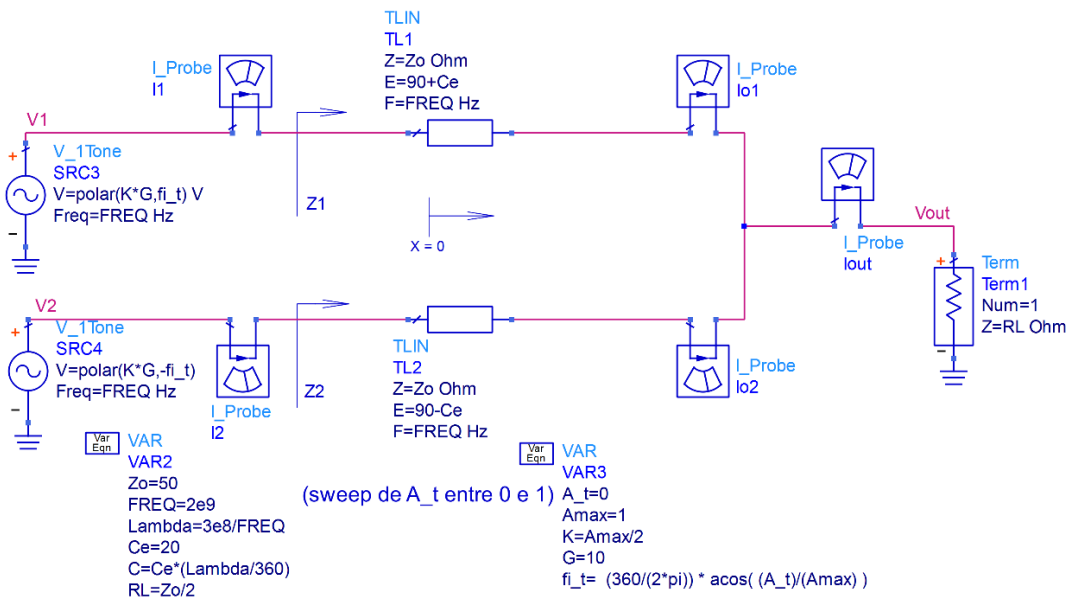 TLIN
TL1
Z=Zo Ohm
E=90+Ce
F=FREQ Hz
I_Probe
I1
I_Probe
Io1
V1
+
V_1Tone
SRC3
V=polar(K*G,fi_t) V
Freq=FREQ Hz
−
Z1
X = 0
I_Probe
Iout
Vout
+
Term
Term1
Num=1
Z=RL Ohm
−
V2
+
V_1Tone
SRC4
V=polar(K*G,-fi_t)
Freq=FREQ Hz
−
I_Probe
I2
Z2
TLIN
TL2
Z=Zo Ohm
E=90-Ce
F=FREQ Hz
I_Probe
Io2
Var
Eqn
VAR
VAR2
Zo=50
FREQ=2e9
Lambda=3e8/FREQ
Ce=20
C=Ce*(Lambda/360)
RL=Zo/2
(sweep de A_t entre 0 e 1)
Var
Eqn
VAR
VAR3
A_t=0
Amax=1
K=Amax/2
G=10
fi_t= (360/(2*pi)) * acos( (A_t)/(Amax) )